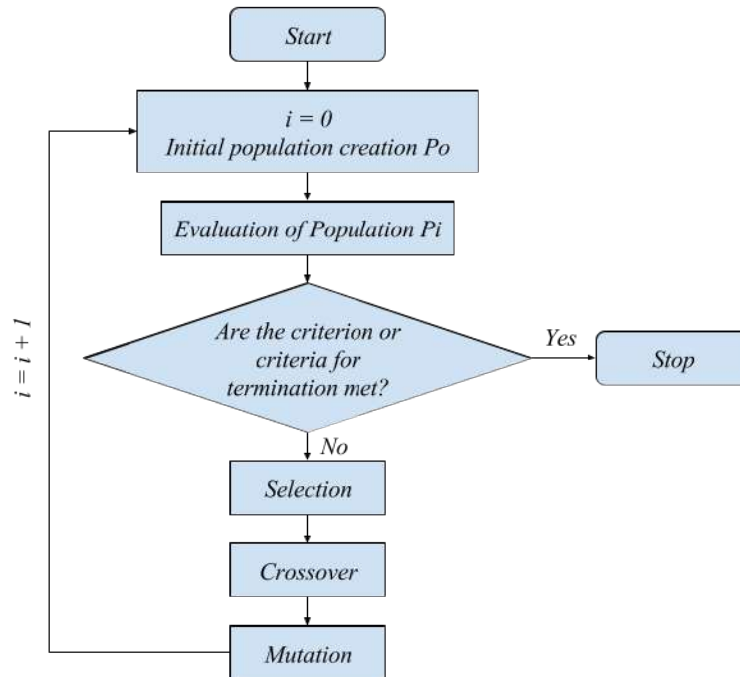 Start
i = 0
Initial population creation Po
Evaluation of Population Pi
Are the criterion or
criteria for
termination met?
Yes
Stop
No
Selection
Crossover
Mutation
i = i + 1